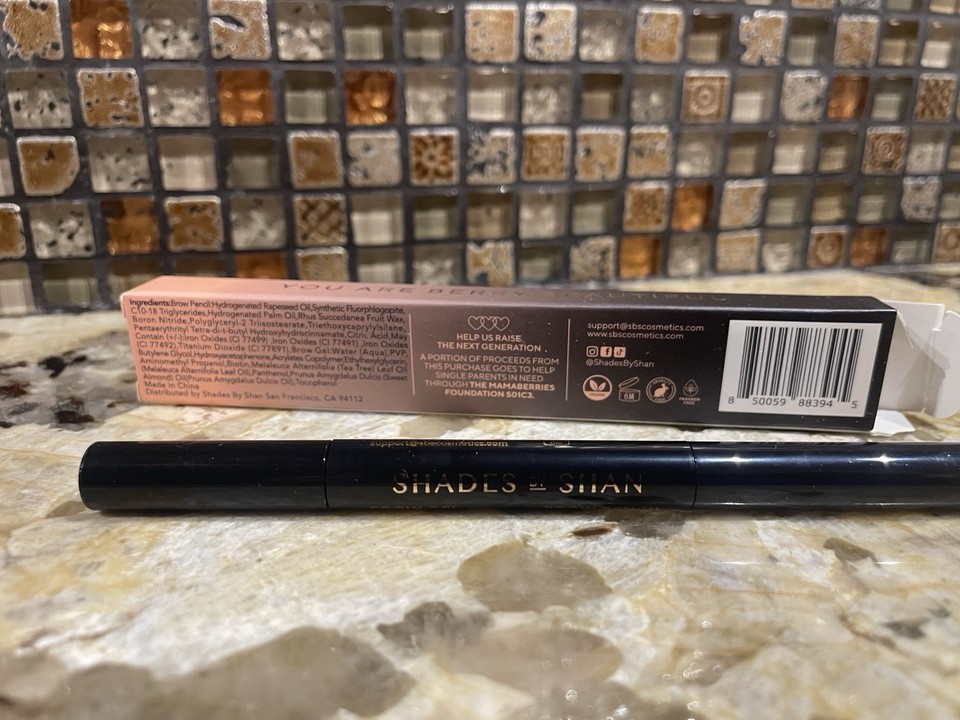 YOU ARE BERRY
Ingredients:Brow Pencil:Hydrogenated Rapeseed Oil,Synthetic Fluorphlogopite,
C10-18 Triglycerides,Hydrogenated Palm Oil,Rhus Succedanea Fruit Wax,
Boron Nitride,Polyglyceryl-2 Triisostearate,Triethoxycaprylylsilane,
Pentaerythrityl Tetra-di-t-butyl Hydroxyhydrocinnamate,Citric Acid,May
Contain (+/-):Iron Oxides (CI 77499) ,Iron Oxides (CI 77491) ,Iron Oxides
(CI 77492),Titanium Dioxide (CI 77891),Brow Gel:Water (Aqua),PVP,
Butylene Glycol,Hydroxyacetophenone,Acrylates Copolymer,Ethylhexylglycerin,
Aminomethyl Propanol,Biotin,Melaleuca Alternifolia (Tea Tree) Leaf Oil
(Melaleuca Alternifolia Leaf Oil),Panthenol,Prunus Amygdalus Dulcis (Sweet
Almond) Oil(Prunus Amygdalus Dulcis Oil),Tocopherol
Made in China
Distributed by Shades By Shan San Francisco, CA 94112
HELP US RAISE
THE NEXT GENERATION .
A PORTION OF PROCEEDS FROM
THIS PURCHASE GOES TO HELP
SINGLE PARENTS IN NEED
THROUGH THE MAMABERRIES
FOUNDATION 501C3.
support@sbscosmetics.com
www.sbscosmetics.com
@ShadesByShan
VEGAN
6M
PARABEN
FREE
8 50059 88394 5
support@sbscosmetics.com
SHADES BY SHAN